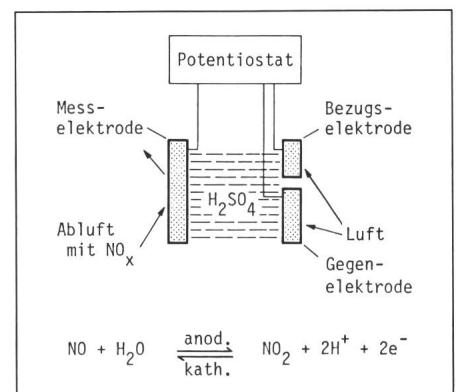 Potentiostat
Mess-
elektrode
Bezugs-
elektrode
H₂SO₄
Abluft
mit NOₓ
Luft
Gegen-
elektrode
anod.
NO + H₂O ⇌ NO₂ + 2H⁺ + 2e⁻
kath.